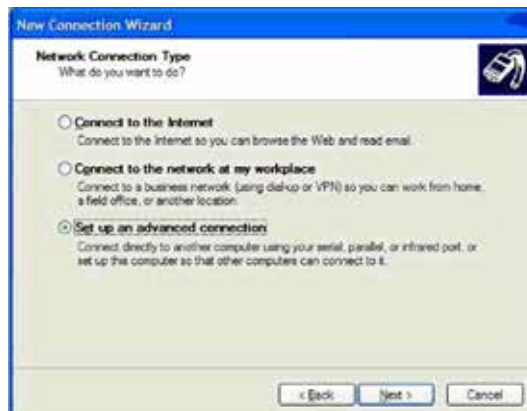 New Connection Wizard
Network Connection Type
What do you want to do?
Connect to the Internet
Connect to the Internet so you can browse the Web and read email.
Connect to the network at my workplace
Connect to a business network (using dial-up or VPN) so you can work from home,
a field office, or another location.
Set up an advanced connection
Connect directly to another computer using your serial, parallel, or infrared port, or
set up this computer so that other computers can connect to it.
< Back
Next >
Cancel